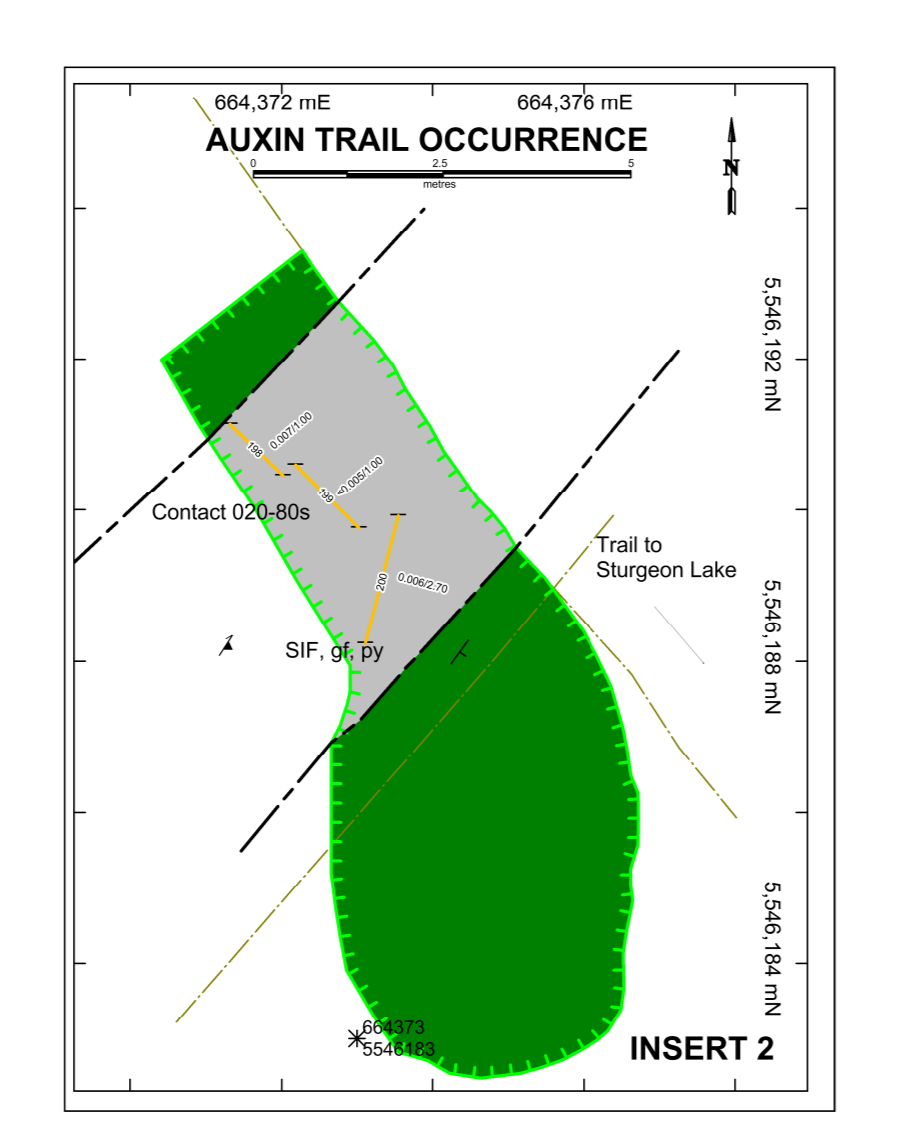 664,372 mE 664,376 mE
AUXIN TRAIL OCCURRENCE
0 2.5 5
metres
N
5,546,192 mN
198 0.007/1.00
199 <0.005/1.00
Contact 020-80s
Trail to
Sturgeon Lake
200 0.006/2.70
5,546,188 mN
SIF, gf, py
5,546,184 mN
664373
5546183
INSERT 2